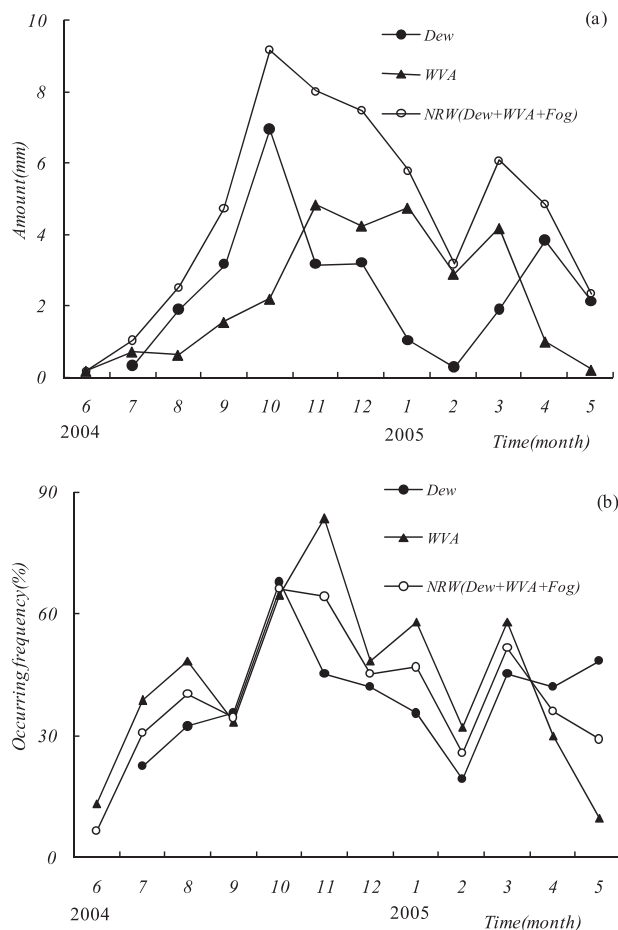 (a)
10
8
6
4
2
0
Amount(mm)
Dew
WVA
NRW(Dew+WVA+Fog)
6 7 8 9 10 11 12 1 2 3 4 5
2004 2005
Time(month)
(b)
90
60
30
0
Occurring frequency(%)
Dew
WVA
NRW(Dew+WVA+Fog)
6 7 8 9 10 11 12 1 2 3 4 5
2004 2005
Time(month)